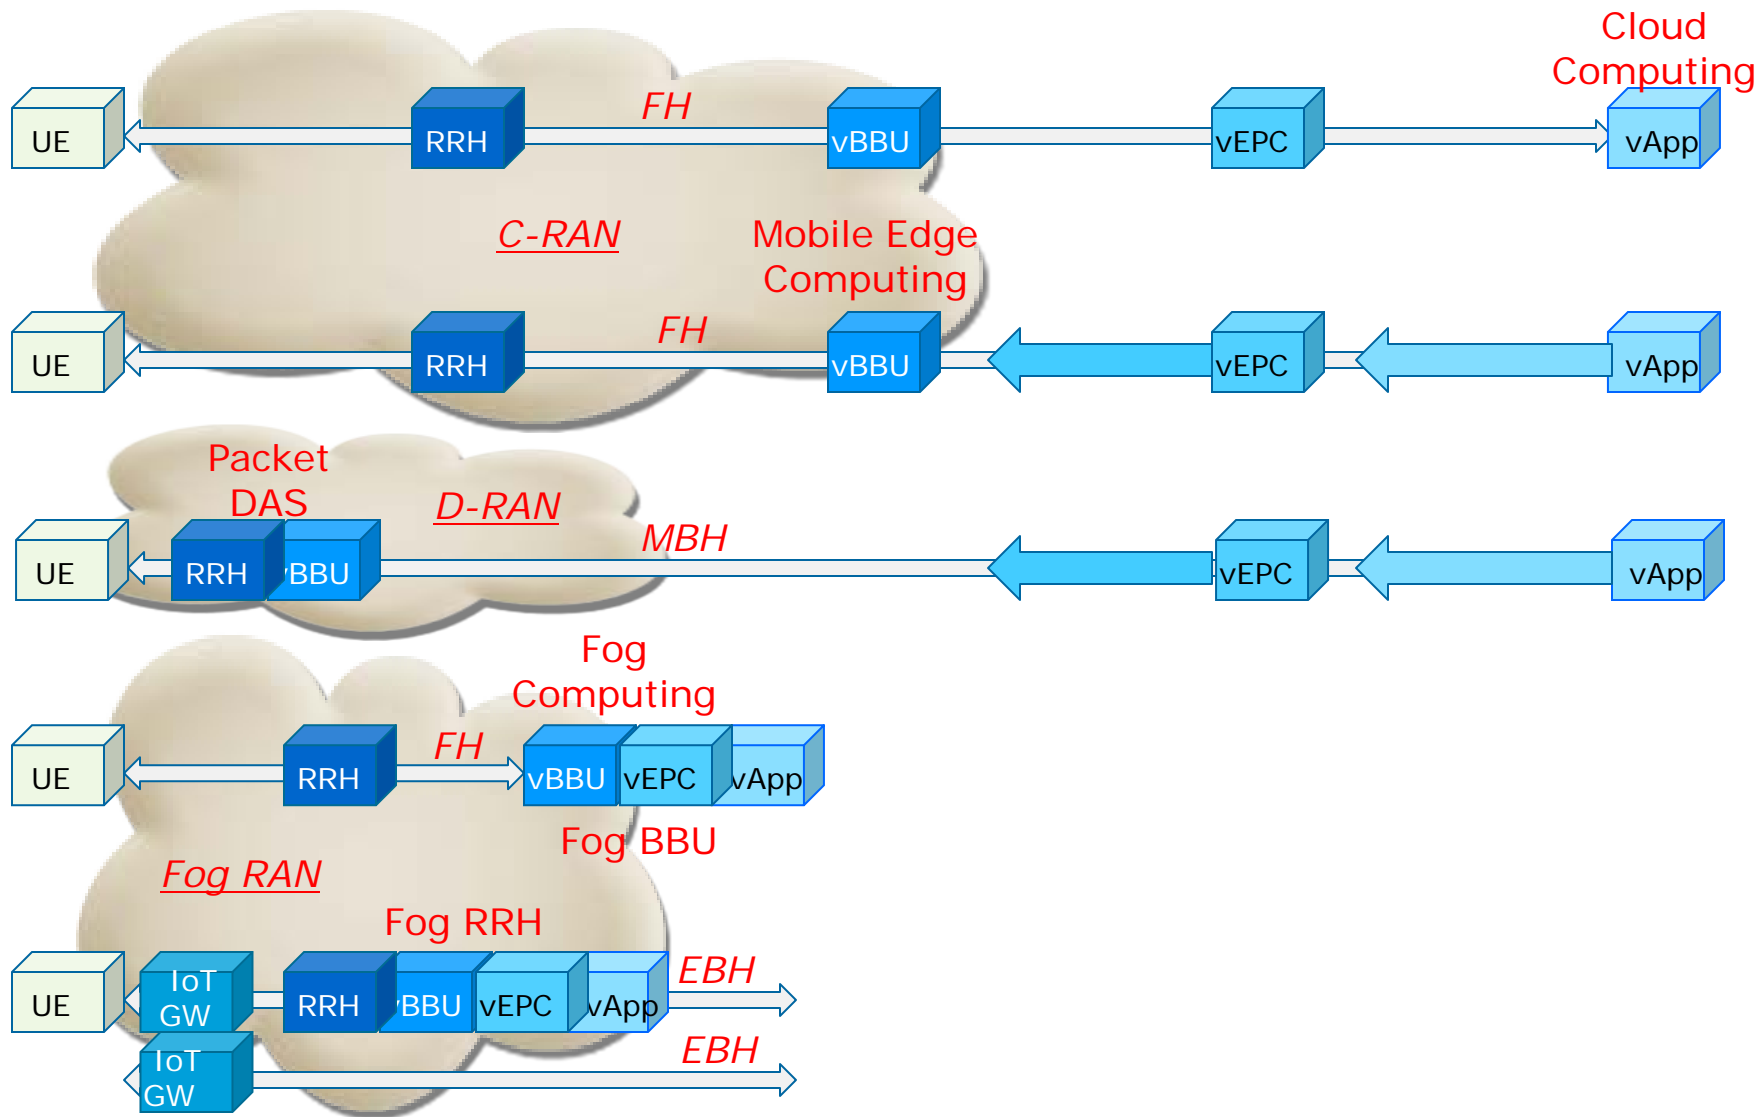 Cloud
Computing
UE
RRH
FH
vBBU
vEPC
vApp
C-RAN
Mobile Edge
Computing
UE
RRH
FH
vBBU
vEPC
vApp
Packet
DAS
D-RAN
UE
RRH
vBBU
MBH
vEPC
vApp
Fog
Computing
UE
RRH
FH
vBBU
vEPC
vApp
Fog BBU
Fog RAN
Fog RRH
UE
IoT
GW
RRH
vBBU
vEPC
vApp
EBH
IoT
GW
EBH